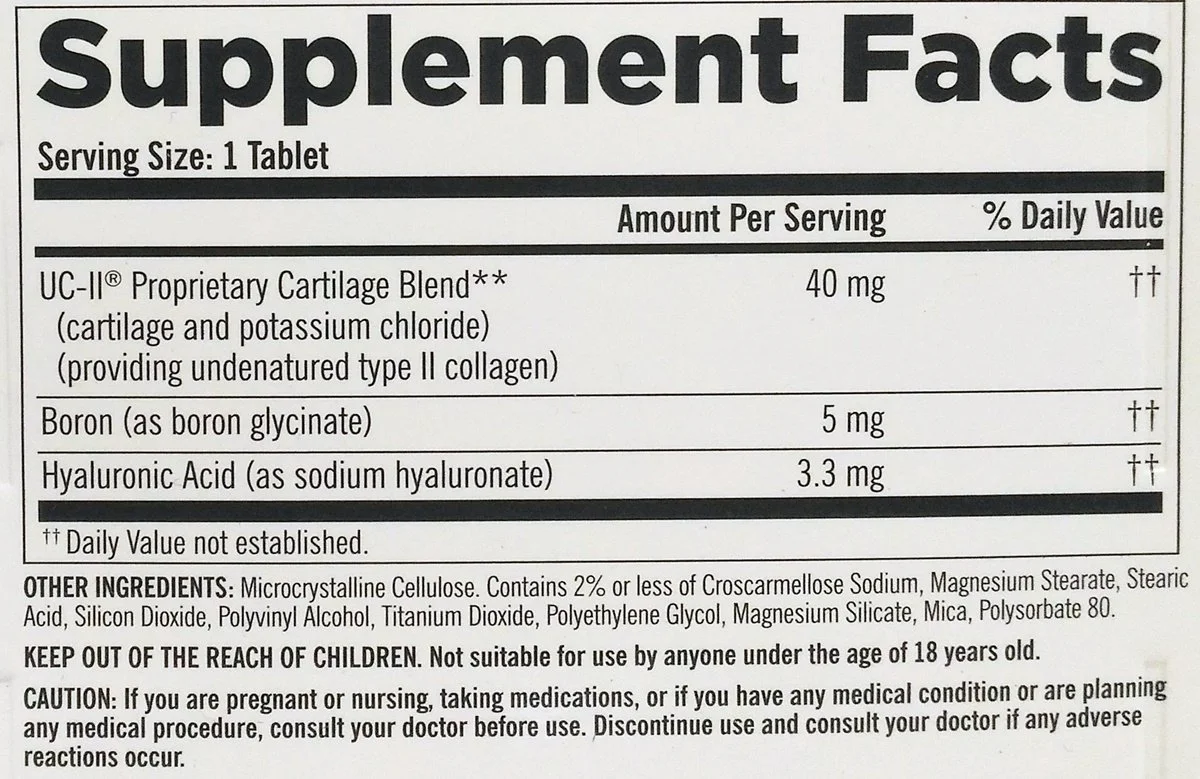 Supplement Facts
Serving Size: 1 Tablet
Amount Per Serving % Daily Value
UC-II® Proprietary Cartilage Blend** 40 mg ††
(cartilage and potassium chloride)
(providing undenatured type II collagen)
Boron (as boron glycinate) 5 mg ††
Hyaluronic Acid (as sodium hyaluronate) 3.3 mg ††
†† Daily Value not established.
OTHER INGREDIENTS: Microcrystalline Cellulose. Contains 2% or less of Croscarmellose Sodium, Magnesium Stearate, Stearic
Acid, Silicon Dioxide, Polyvinyl Alcohol, Titanium Dioxide, Polyethylene Glycol, Magnesium Silicate, Mica, Polysorbate 80.
KEEP OUT OF THE REACH OF CHILDREN. Not suitable for use by anyone under the age of 18 years old.
CAUTION: If you are pregnant or nursing, taking medications, or if you have any medical condition or are planning
any medical procedure, consult your doctor before use. Discontinue use and consult your doctor if any adverse
reactions occur.